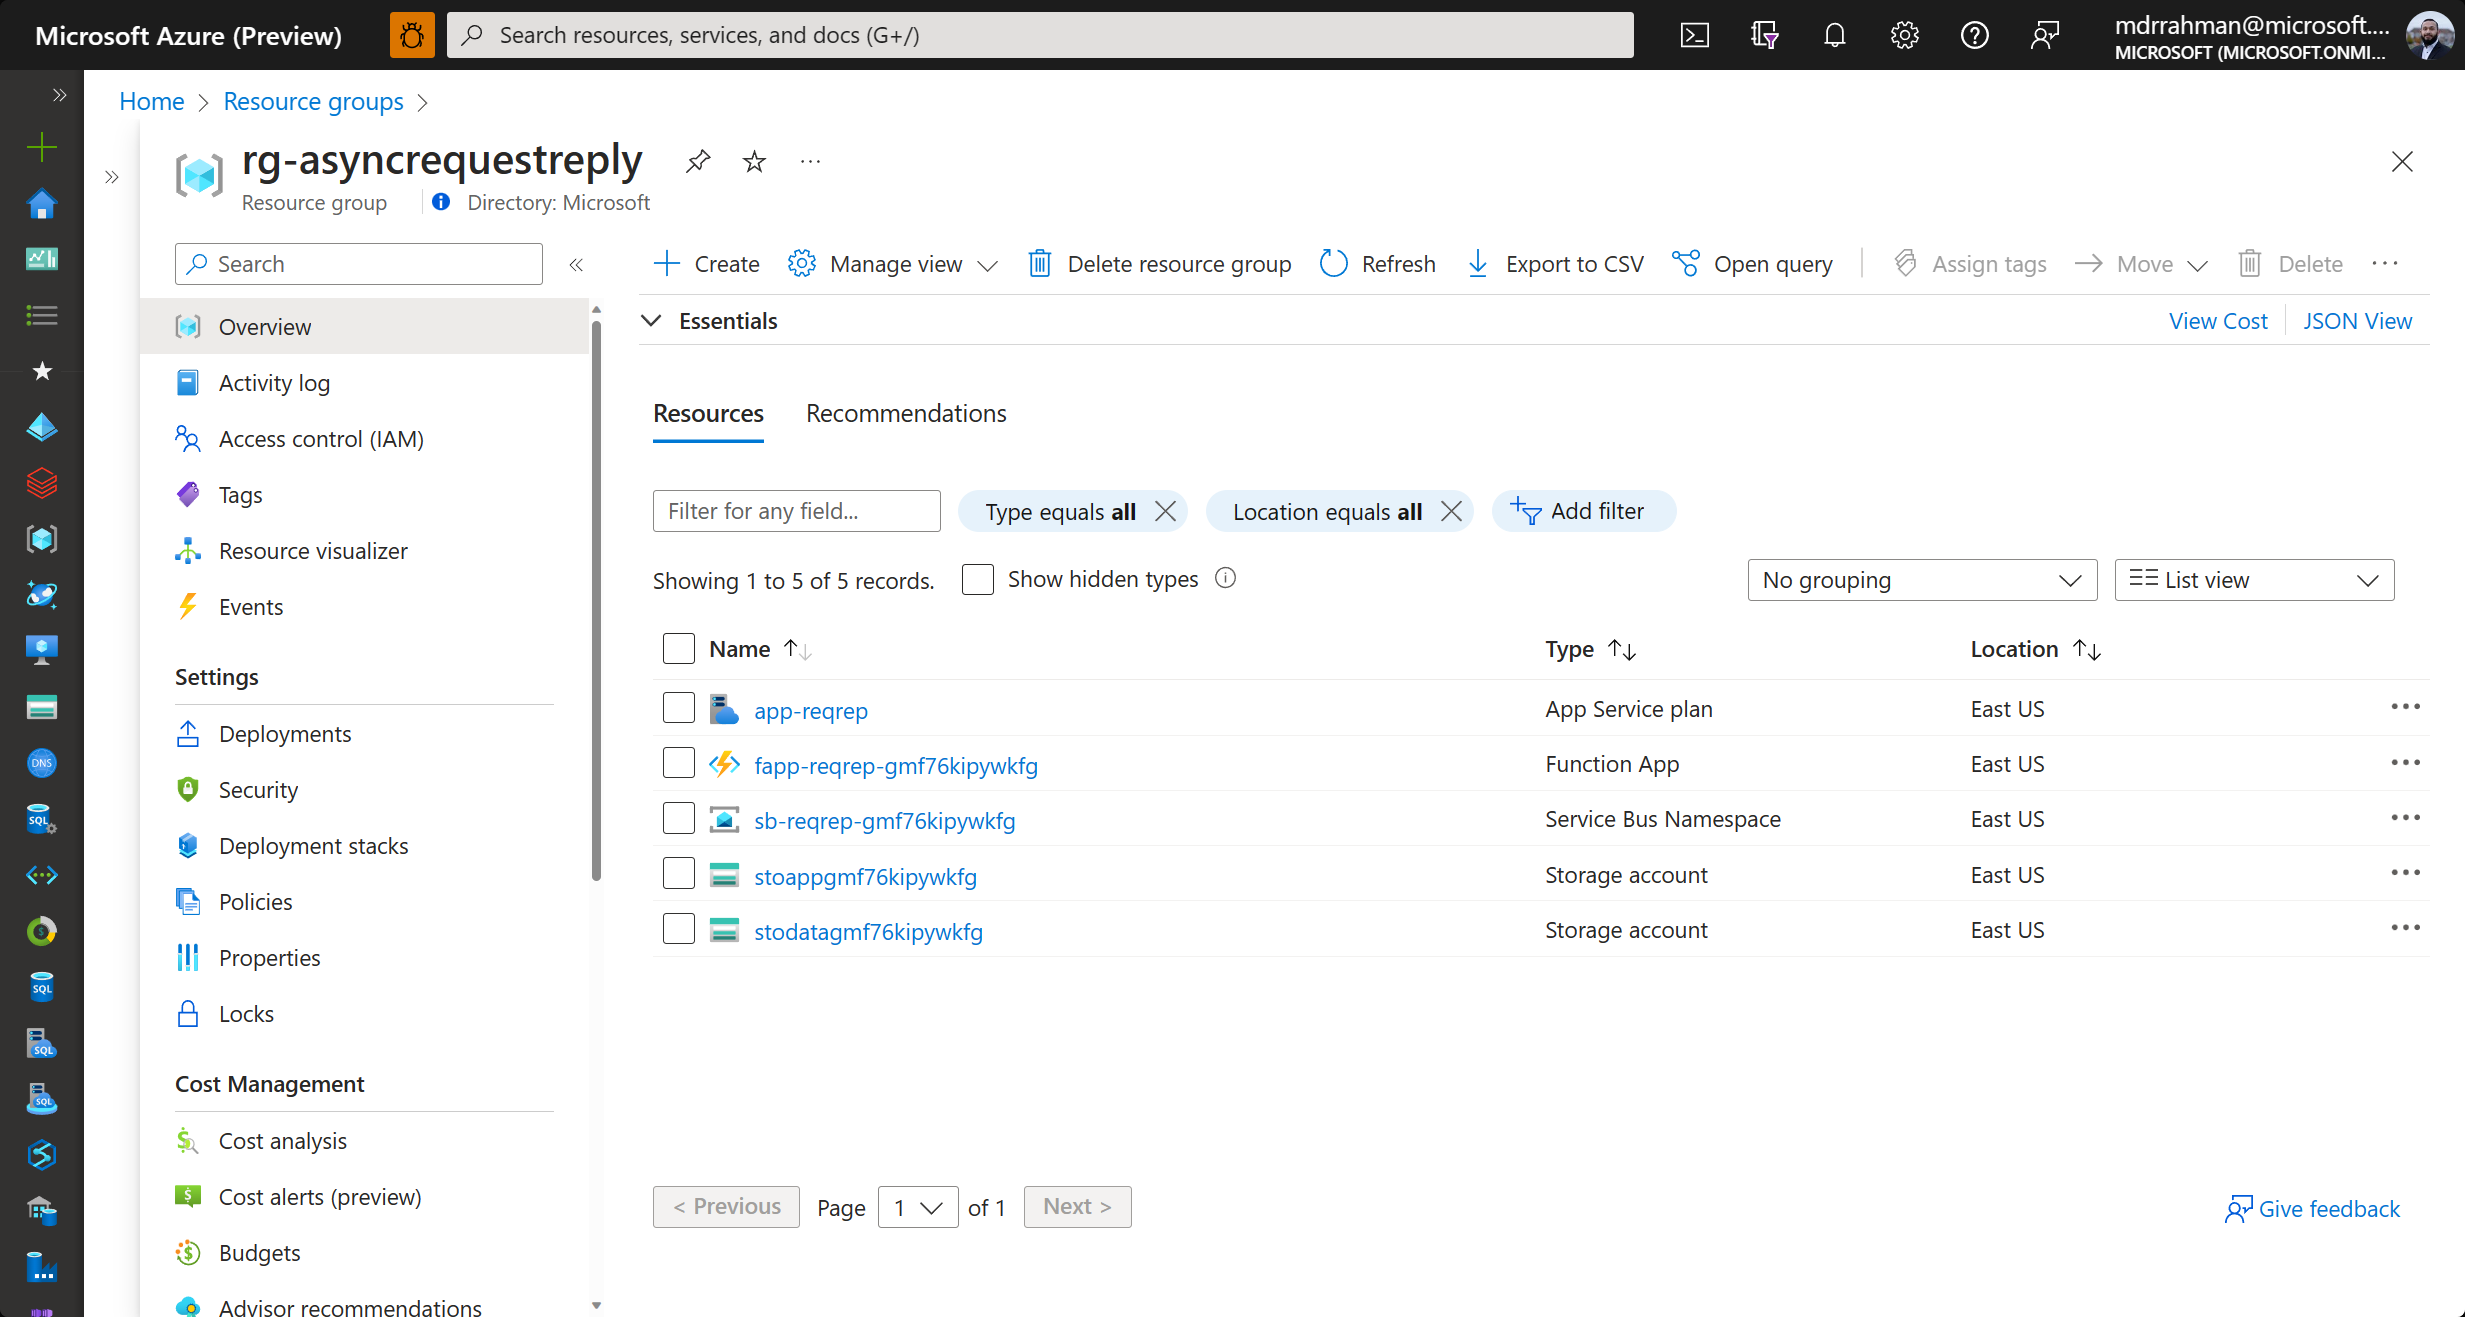 Microsoft Azure (Preview)
Search resources, services, and docs (G+/)
mdrrahman@microsoft....
MICROSOFT (MICROSOFT.ONMI...
Home
Resource groups
rg-asyncrequestreply
Resource group
Directory: Microsoft
Search
Create
Manage view
Delete resource group
Refresh
Export to CSV
Open query
Assign tags
Move
Delete
Overview
Activity log
Access control (IAM)
Tags
Resource visualizer
Events
Settings
Deployments
Security
Deployment stacks
Policies
Properties
Locks
Cost Management
Cost analysis
Cost alerts (preview)
Budgets
Advisor recommendations
DNS
SQL
SQL
SQL
SQL
Essentials
View Cost
JSON View
Resources
Recommendations
Filter for any field...
Type equals all
Location equals all
Add filter
Showing 1 to 5 of 5 records.
Show hidden types
No grouping
List view
Name
Type
Location
app-reqrep
App Service plan
East US
fapp-reqrep-gmf76kipywkfg
Function App
East US
sb-reqrep-gmf76kipywkfg
Service Bus Namespace
East US
stoappgmf76kipywkfg
Storage account
East US
stodatagmf76kipywkfg
Storage account
East US
< Previous
Page
1
of 1
Next >
Give feedback